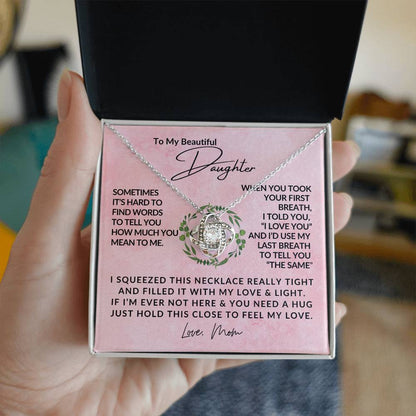 To My Beautiful
Daughter
SOMETIMES
IT'S HARD TO
FIND WORDS
TO TELL YOU
HOW MUCH YOU
MEAN TO ME.
WHEN YOU TOOK
YOUR FIRST
BREATH,
I TOLD YOU,
"I LOVE YOU"
AND I'D USE MY
LAST BREATH
TO TELL YOU
"THE SAME"
I SQUEEZED THIS NECKLACE REALLY TIGHT
AND FILLED IT WITH MY LOVE & LIGHT.
IF I'M EVER NOT HERE & YOU NEED A HUG
JUST HOLD THIS CLOSE TO FEEL MY LOVE.
Love, Mom